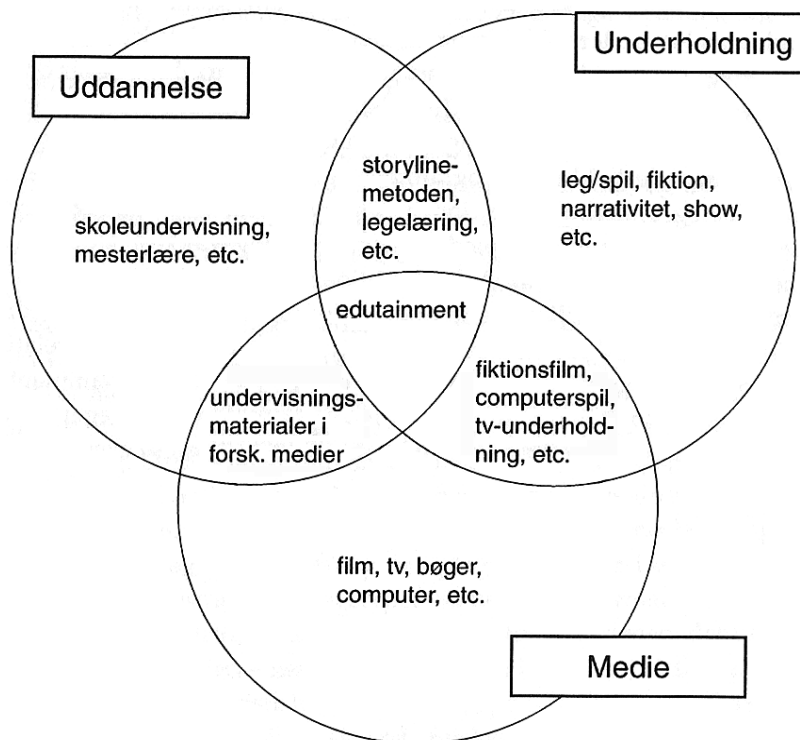 Uddannelse
Underholdning
storyline-
metoden,
legelæring,
etc.
leg/spil, fiktion,
narrativitet, show,
etc.
skoleundervisning,
mesterlære, etc.
edutainment
undervisnings-
materialer i
forsk. medier
fiktionsfilm,
computerspil,
tv-underhold-
ning, etc.
film, tv, bøger,
computer, etc.
Medie